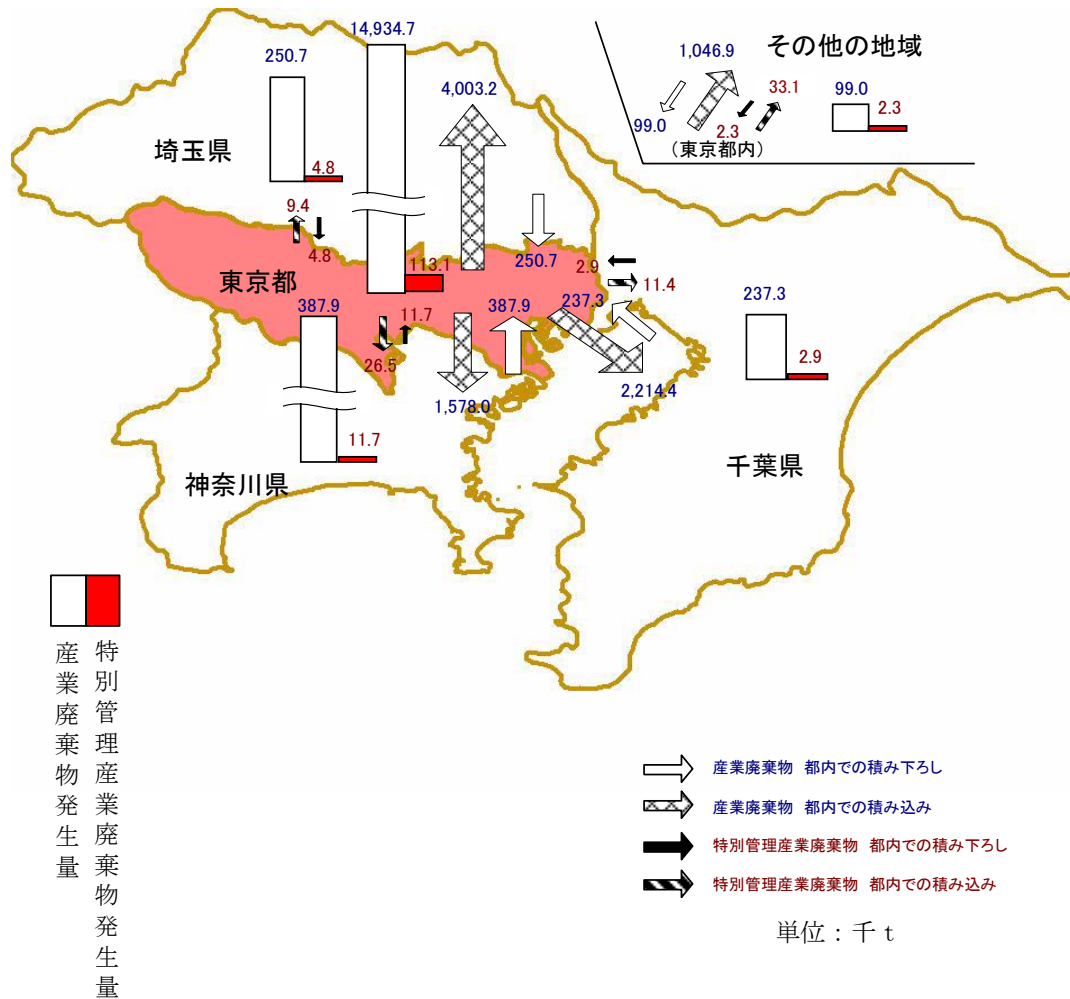 14,934.7
250.7
4,003.2
埼玉県
4.8
9.4
4.8
東京都
113.1
250.7
2.9
11.4
387.9
11.7
387.9
237.3
26.5
1,578.0
2,214.4
11.7
神奈川県
237.3
2.9
千葉県
その他の地域
1,046.9
33.1
99.0
99.0
2.3
2.3
(東京都内)
産業廃棄物発生量
特別管理産業廃棄物発生量
産業廃棄物 都内での積み下ろし
産業廃棄物 都内での積み込み
特別管理産業廃棄物 都内での積み下ろし
特別管理産業廃棄物 都内での積み込み
単位：千ｔ